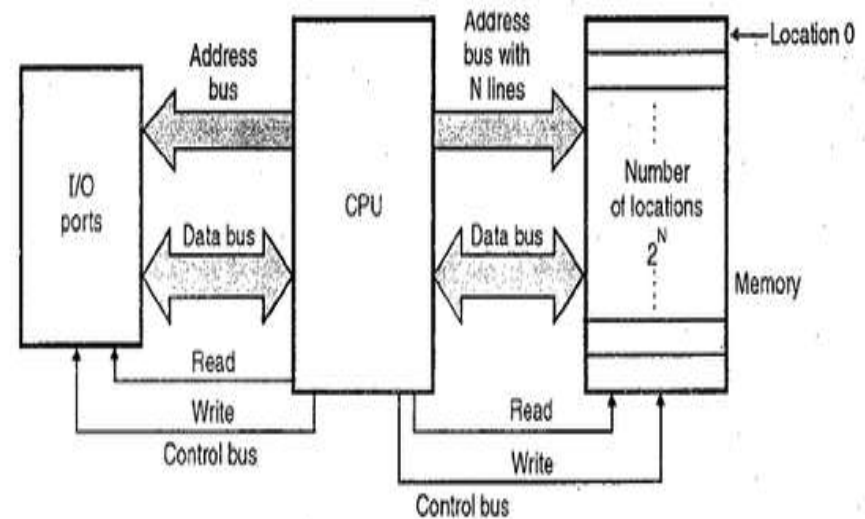 Address
bus
Address
bus with
N lines
Location 0
I/O
ports
CPU
Number
of locations
2^N
Data bus
Data bus
Memory
Read
Write
Control bus
Read
Write
Control bus